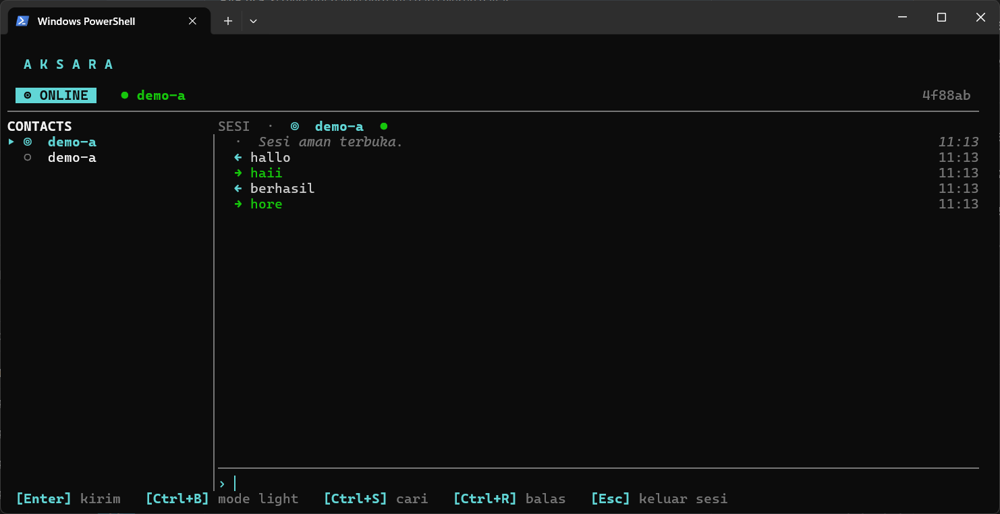 Windows PowerShell
A K S A R A
ONLINE demo-a 4f88ab
CONTACTS
demo-a
demo-a
SESI · demo-a
· Sesi aman terbuka. 11:13
← hallo 11:13
→ haii 11:13
← berhasil 11:13
→ hore 11:13
›
[Enter] kirim [Ctrl+B] mode light [Ctrl+S] cari [Ctrl+R] balas [Esc] keluar sesi